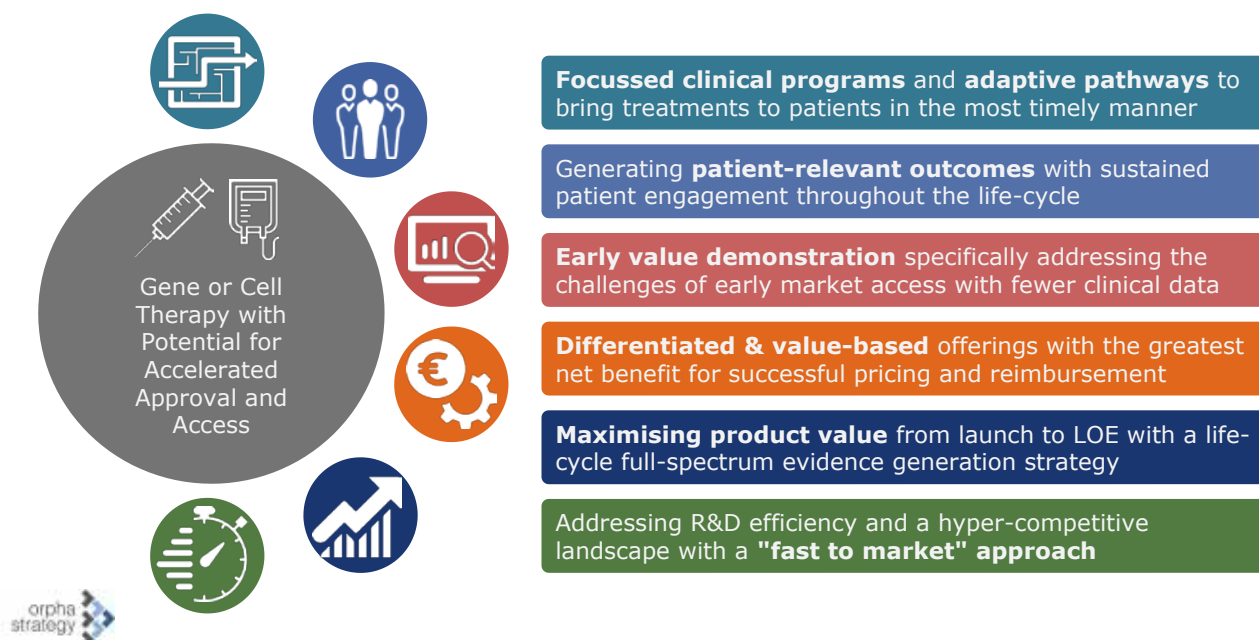 Gene or Cell
Therapy with
Potential for
Accelerated
Approval and
Access
Focussed clinical programs and adaptive pathways to
bring treatments to patients in the most timely manner
Generating patient-relevant outcomes with sustained
patient engagement throughout the life-cycle
Early value demonstration specifically addressing the
challenges of early market access with fewer clinical data
Differentiated & value-based offerings with the greatest
net benefit for successful pricing and reimbursement
Maximising product value from launch to LOE with a life-
cycle full-spectrum evidence generation strategy
Addressing R&D efficiency and a hyper-competitive
landscape with a "fast to market" approach
€
orpha
strategy